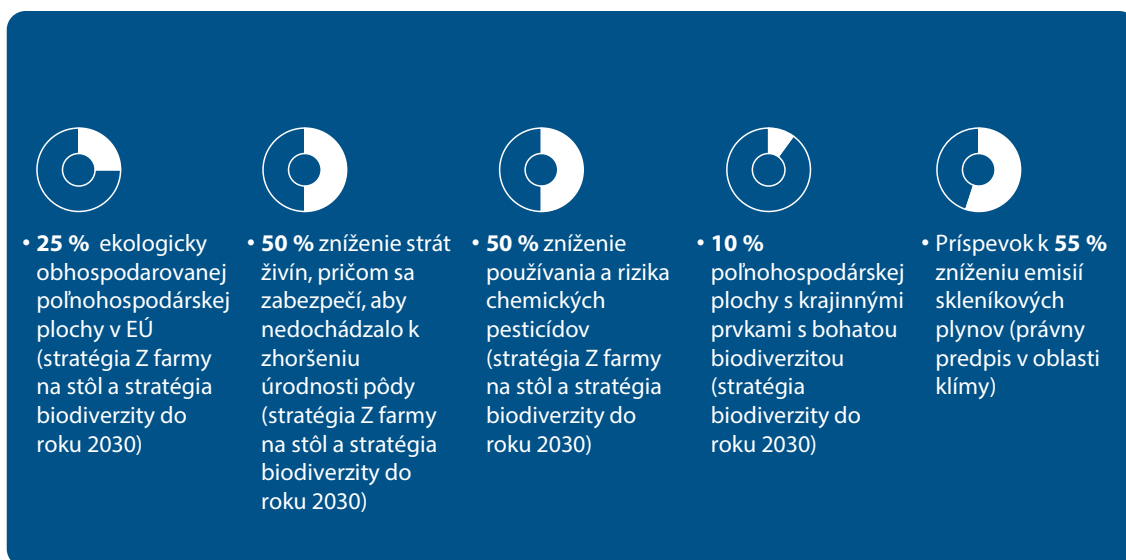 • 25 % ekologicky
obhospodarovanej
poľnohospodárskej
plochy v EÚ
(stratégia Z farmy
na stôl a stratégia
biodiverzity do
roku 2030)
• 50 % zníženie strát
živín, pričom sa
zabezpečí, aby
nedochádzalo k
zhoršeniu
úrodnosti pôdy
(stratégia Z farmy
na stôl a stratégia
biodiverzity do
roku 2030)
• 50 % zníženie
používania a rizika
chemických
pesticídov
(stratégia Z farmy
na stôl a stratégia
biodiverzity do
roku 2030)
• 10 %
poľnohospodárskej
plochy s krajinnými
prvkami s bohatou
biodiverzitou
(stratégia
biodiverzity do
roku 2030)
• Príspevok k 55 %
zníženiu emisií
skleníkových
plynov (právny
predpis v oblasti
klímy)